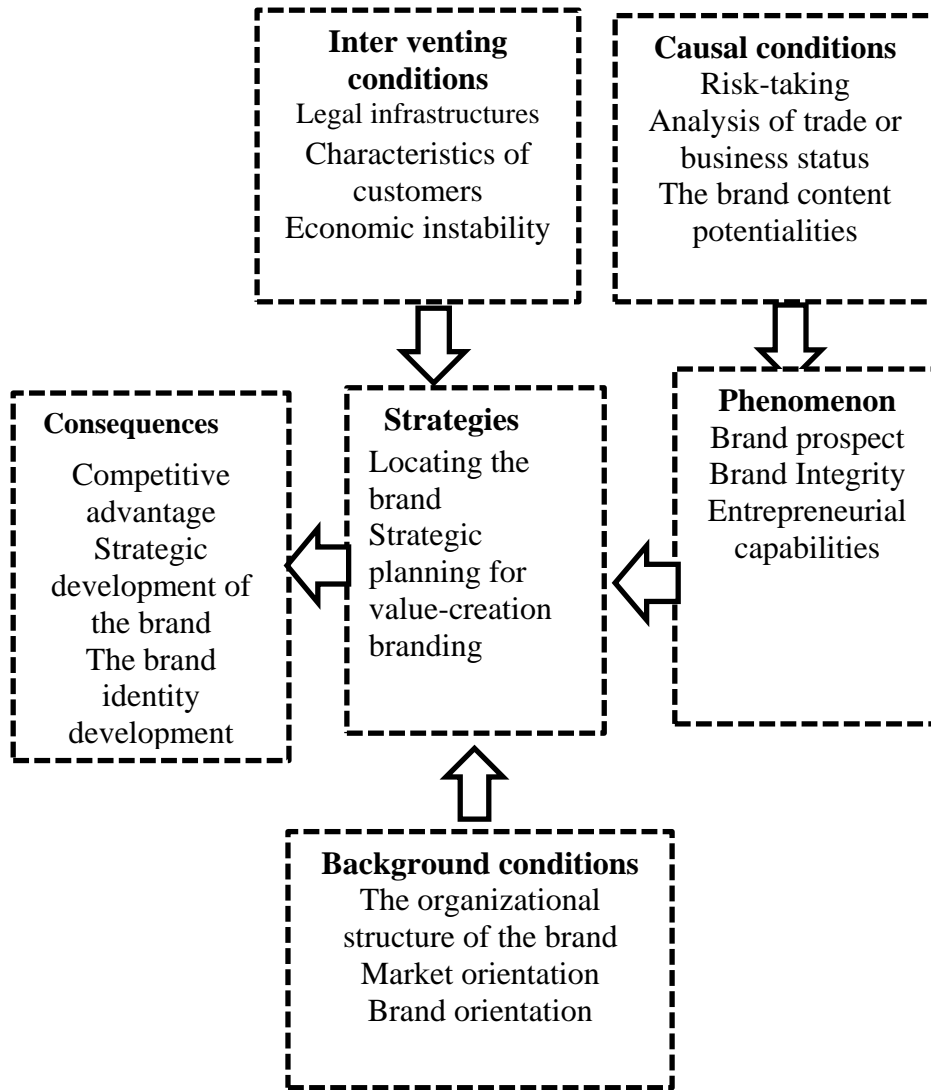 Inter venting
conditions
Legal infrastructures
Characteristics of
customers
Economic instability
Causal conditions
Risk-taking
Analysis of trade or
business status
The brand content
potentialities
Consequences
Competitive
advantage
Strategic
development of
the brand
The brand
identity
development
Strategies
Locating the
brand
Strategic
planning for
value-creation
branding
Phenomenon
Brand prospect
Brand Integrity
Entrepreneurial
capabilities
Background conditions
The organizational
structure of the brand
Market orientation
Brand orientation